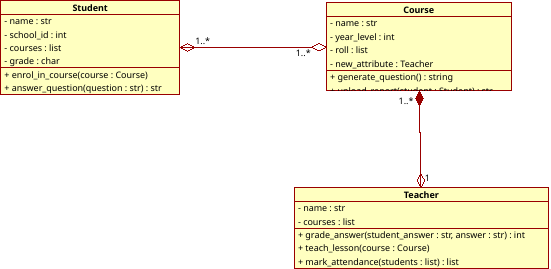 Student
- name : str
- school_id : int
- courses : list
- grade : char
+ enrol_in_course(course : Course)
+ answer_question(question : str) : str
1..*
1..*
Course
- name : str
- year_level : int
- roll : list
- new_attribute : Teacher
+ generate_question() : string
+ upload_report(student : Student) : str
1..*
1
Teacher
- name : str
- courses : list
+ grade_answer(student_answer : str, answer : str) : int
+ teach_lesson(course : Course)
+ mark_attendance(students : list) : list